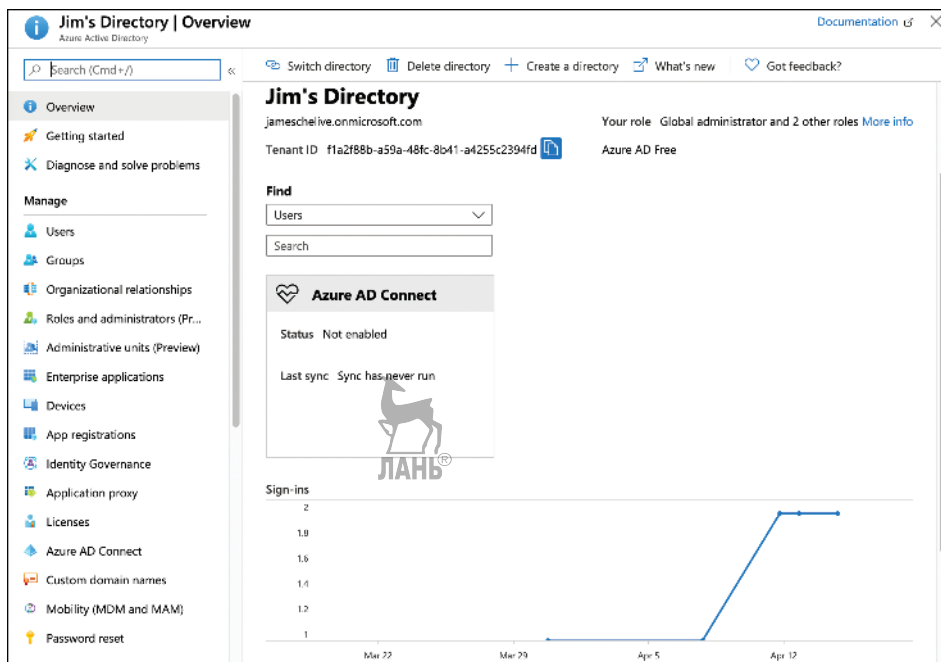 Jim's Directory | Overview
Azure Active Directory
Documentation
Search (Cmd+/)
Overview
Getting started
Diagnose and solve problems
Manage
Users
Groups
Organizational relationships
Roles and administrators (Pr...
Administrative units (Preview)
Enterprise applications
Devices
App registrations
Identity Governance
Application proxy
Licenses
Azure AD Connect
Custom domain names
Mobility (MDM and MAM)
Password reset
Switch directory
Delete directory
Create a directory
What's new
Got feedback?
Jim's Directory
jameschelive.onmicrosoft.com
Your role Global administrator and 2 other roles More info
Tenant ID f1a2f88b-a59a-48fc-8b41-a4255c2394fd
Azure AD Free
Find
Users
Search
Azure AD Connect
Status Not enabled
Last sync Sync has never run
ЛАНЬ®
Sign-ins
2
1.8
1.6
1.4
1.2
1
Mar 22
Mar 29
Apr 5
Apr 12